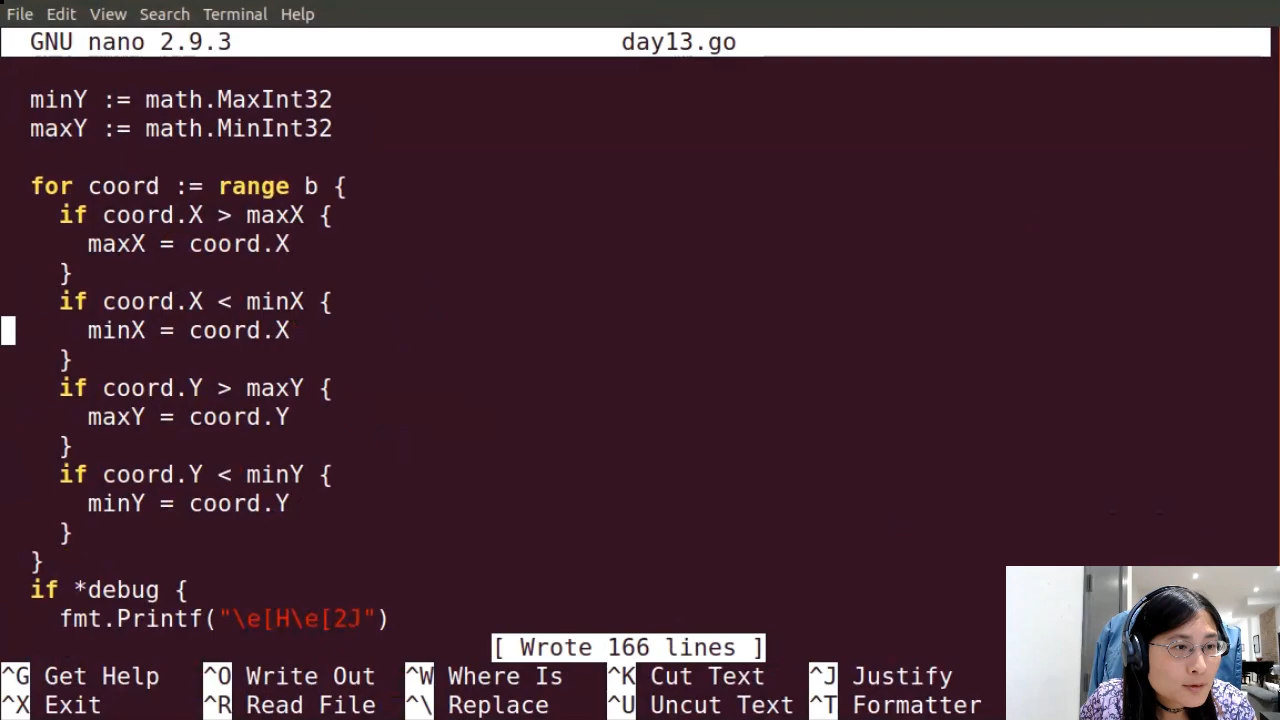 File Edit View Search Terminal Help
GNU nano 2.9.3 day13.go
minY := math.MaxInt32
maxY := math.MinInt32
for coord := range b {
if coord.X > maxX {
maxX = coord.X
}
if coord.X < minX {
minX = coord.X
}
if coord.Y > maxY {
maxY = coord.Y
}
if coord.Y < minY {
minY = coord.Y
}
}
if *debug {
fmt.Printf("\e[H\e[2J")
[ Wrote 166 lines ]
^G Get Help ^O Write Out ^W Where Is ^K Cut Text ^J Justify
^X Exit ^R Read File ^\ Replace ^U Uncut Text ^T Formatter